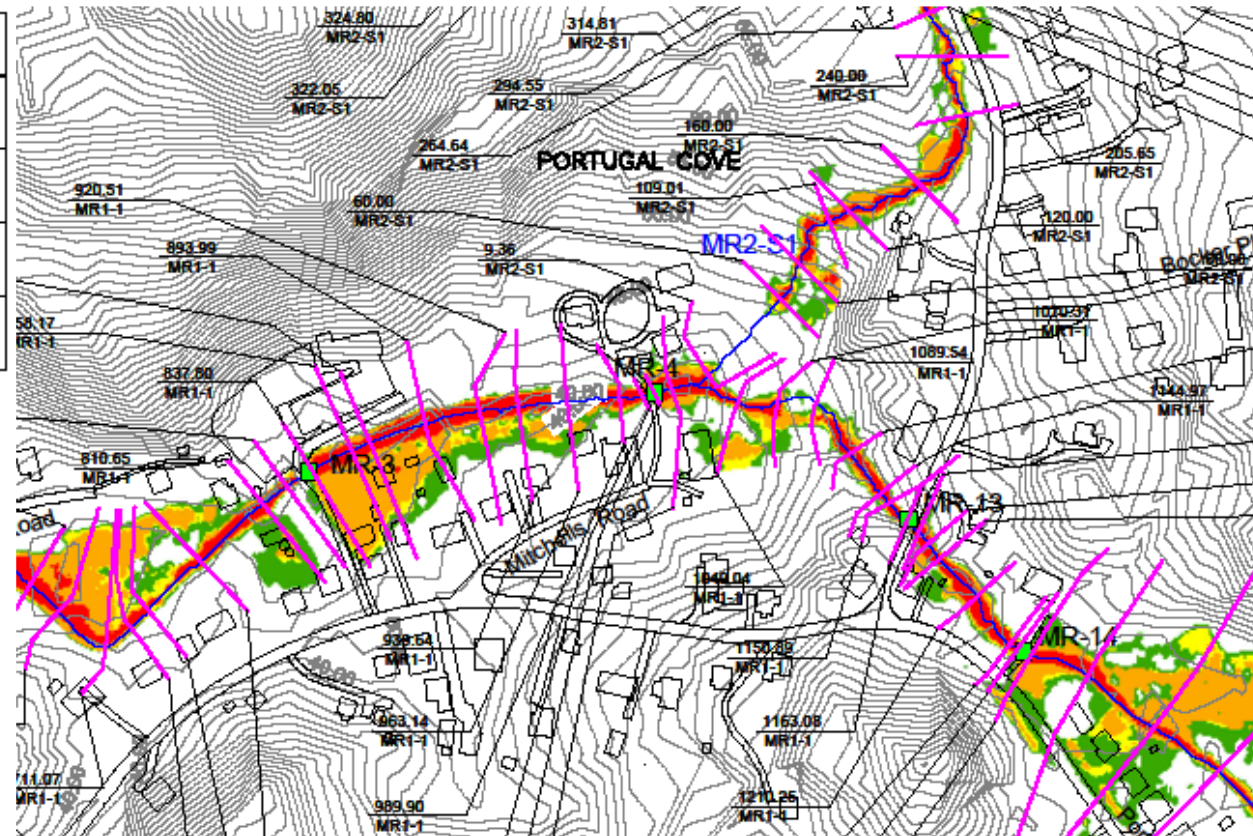 324.80
MR2-S1
314.81
MR2-S1
322.05
MR2-S1
294.55
MR2-S1
240.00
MR2-S1
264.64
MR2-S1
160.00
MR2-S1
PORTUGAL COVE
205.65
MR2-S1
920.51
MR1-1
60.00
MR2-S1
109.01
MR2-S1
120.00
MR2-S1
893.99
MR1-1
9.36
MR2-S1
MR2-S1
MR2-S1
58.17
MR1-1
MR1-1
1089.54
MR1-1
837.80
MR1-1
MR-4
1144.97
MR1-1
810.65
MR1-1
MR-3
MR-13
oad
Mitchells Road
1040.04
MR1-1
938.64
MR1-1
1150.89
MR1-1
MR-14
40.00
963.14
MR1-1
1163.08
MR1-1
711.07
MR1-1
989.90
MR1-1
1210.25
MR1-1